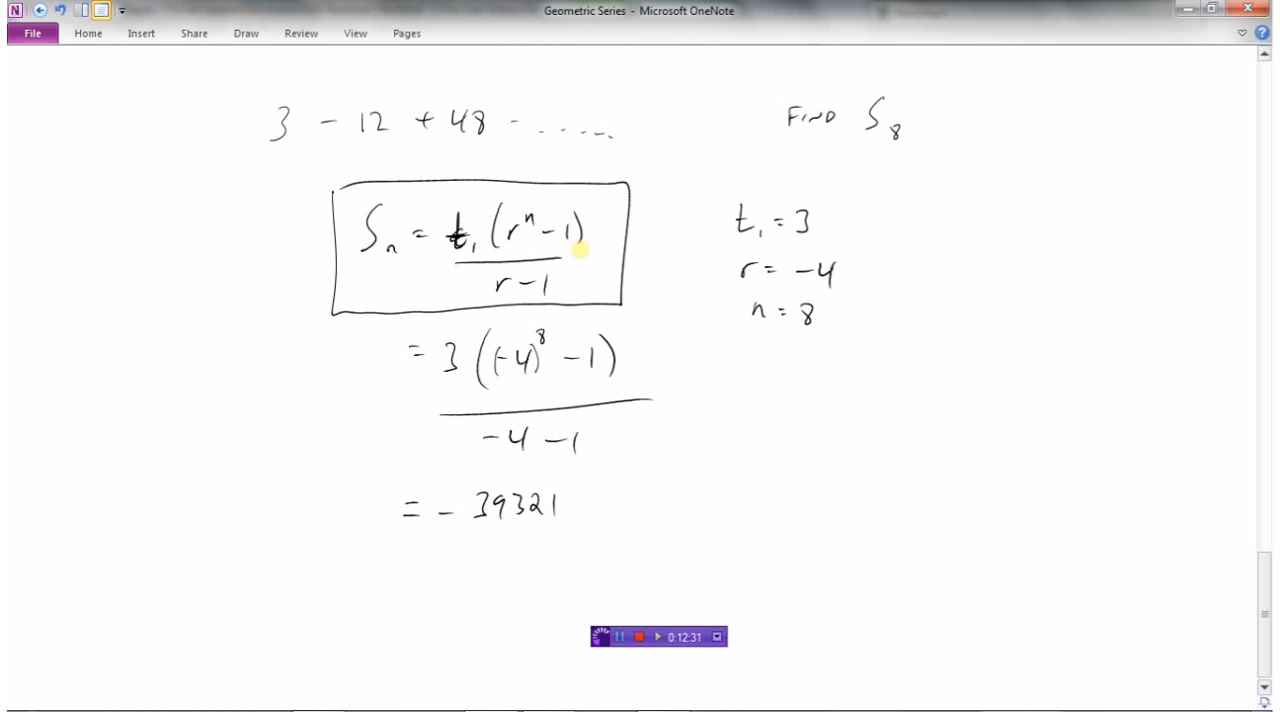 Geometric Series - Microsoft OneNote
File Home Insert Share Draw Review View Pages
3 - 12 + 48 - ...... FIND S₈
Sₙ = t₁ (rⁿ - 1) / r - 1
t₁ = 3
r = -4
n = 8
= 3 ((-4)⁸ - 1) / -4 - 1
= - 39321
0:12:31